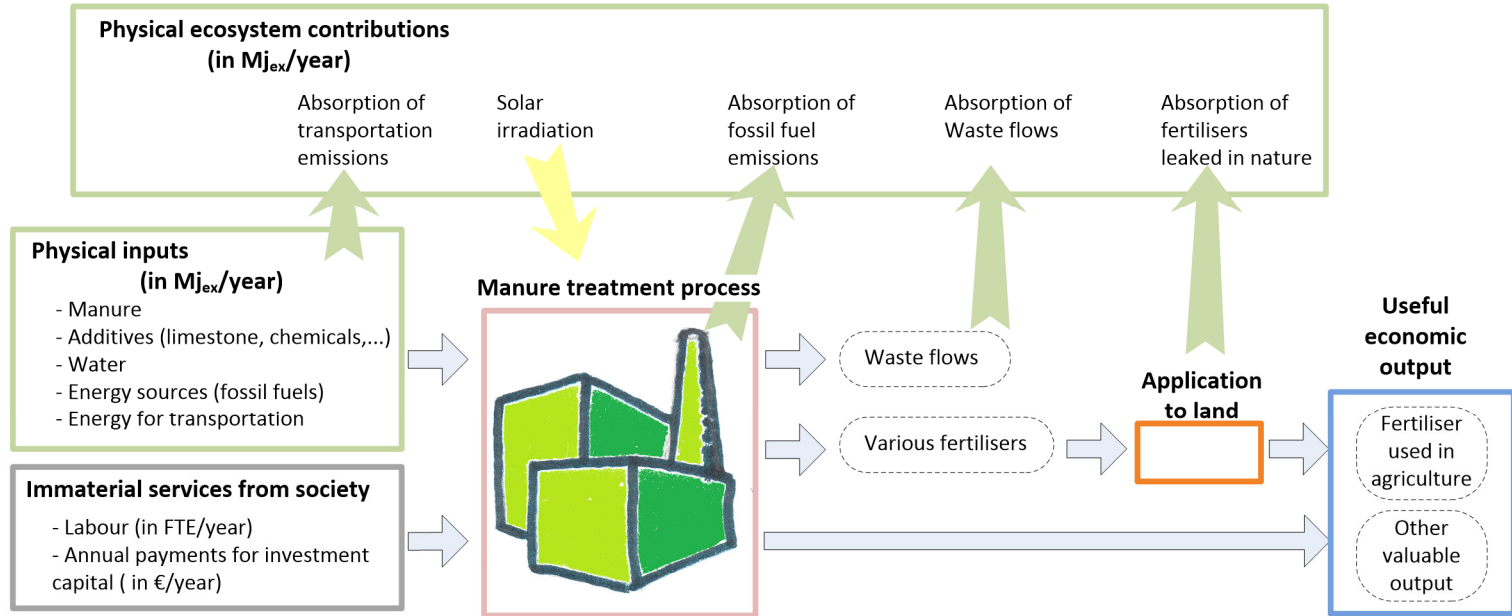 Physical ecosystem contributions
(in Mjex/year)
Absorption of
transportation
emissions
Solar
irradiation
Absorption of
fossil fuel
emissions
Absorption of
Waste flows
Absorption of
fertilisers
leaked in nature
Physical inputs
(in Mjex/year)
- Manure
- Additives (limestone, chemicals,...)
- Water
- Energy sources (fossil fuels)
- Energy for transportation
Immaterial services from society
- Labour (in FTE/year)
- Annual payments for investment
capital ( in €/year)
Manure treatment process
Waste flows
Various fertilisers
Application
to land
Useful
economic
output
Fertiliser
used in
agriculture
Other
valuable
output